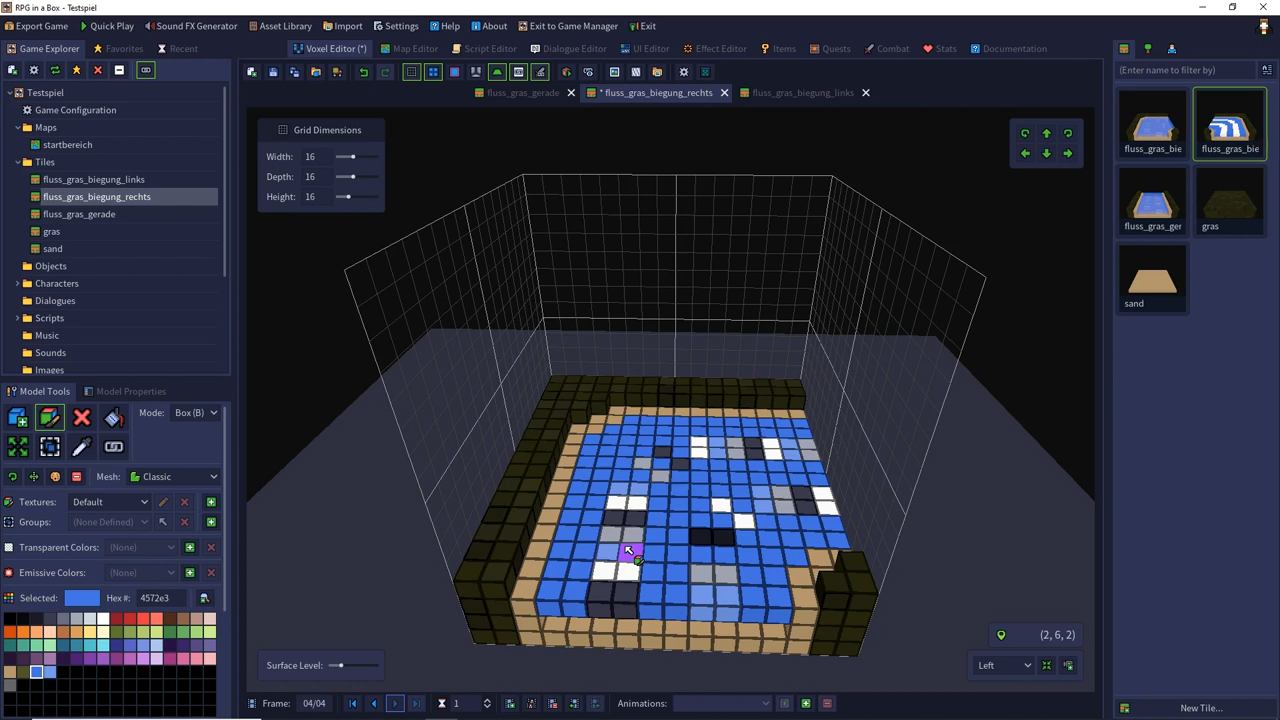 RPG in a Box - Testspiel
Export Game
Quick Play
Sound FX Generator
Asset Library
Import
Settings
Help
About
Exit to Game Manager
Exit
Game Explorer
Favorites
Recent
Voxel Editor (*)
Map Editor
Script Editor
Dialogue Editor
UI Editor
Effect Editor
Items
Quests
Combat
Stats
Documentation
(Enter name to filter by)
fluss_gras_gerade
* fluss_gras_biegung_rechts
fluss_gras_biegung_links
Testspiel
Game Configuration
Maps
startbereich
Tiles
fluss_gras_biegung_links
fluss_gras_biegung_rechts
fluss_gras_gerade
gras
sand
Objects
Characters
Dialogues
Scripts
Music
Sounds
Images
Grid Dimensions
Width: 16
Depth: 16
Height: 16
fluss_gras_bie
fluss_gras_bie
fluss_gras_ger
gras
sand
Model Tools
Model Properties
Mode: Box (B)
Mesh: Classic
Textures: Default
Groups: (None Defined)
Transparent Colors: (None)
Emissive Colors: (None)
Selected: Hex #: 4572e3
Surface Level:
(2, 6, 2)
Left
Frame: 04/04
1
Animations:
New Tile...